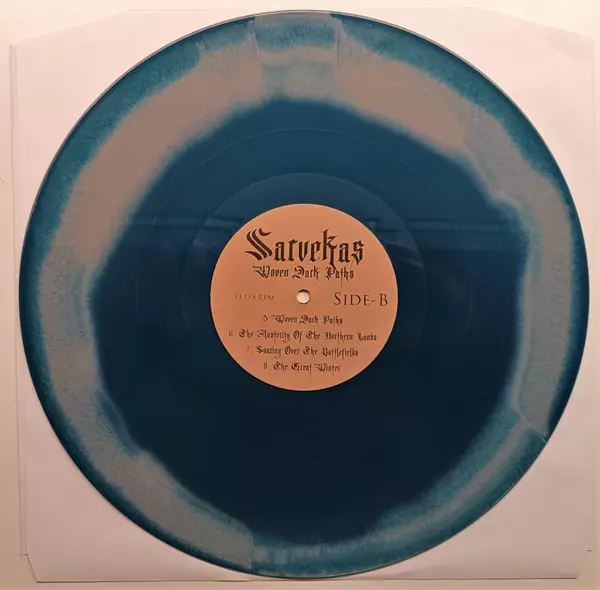 Sarvekas
Woven Dark Paths
33 1/3 RPM
Side-B
5. Woven Dark Paths
6. The Austerity Of The Northern Lands
7. Soaring Over The Battlefields
8. The Great Winter